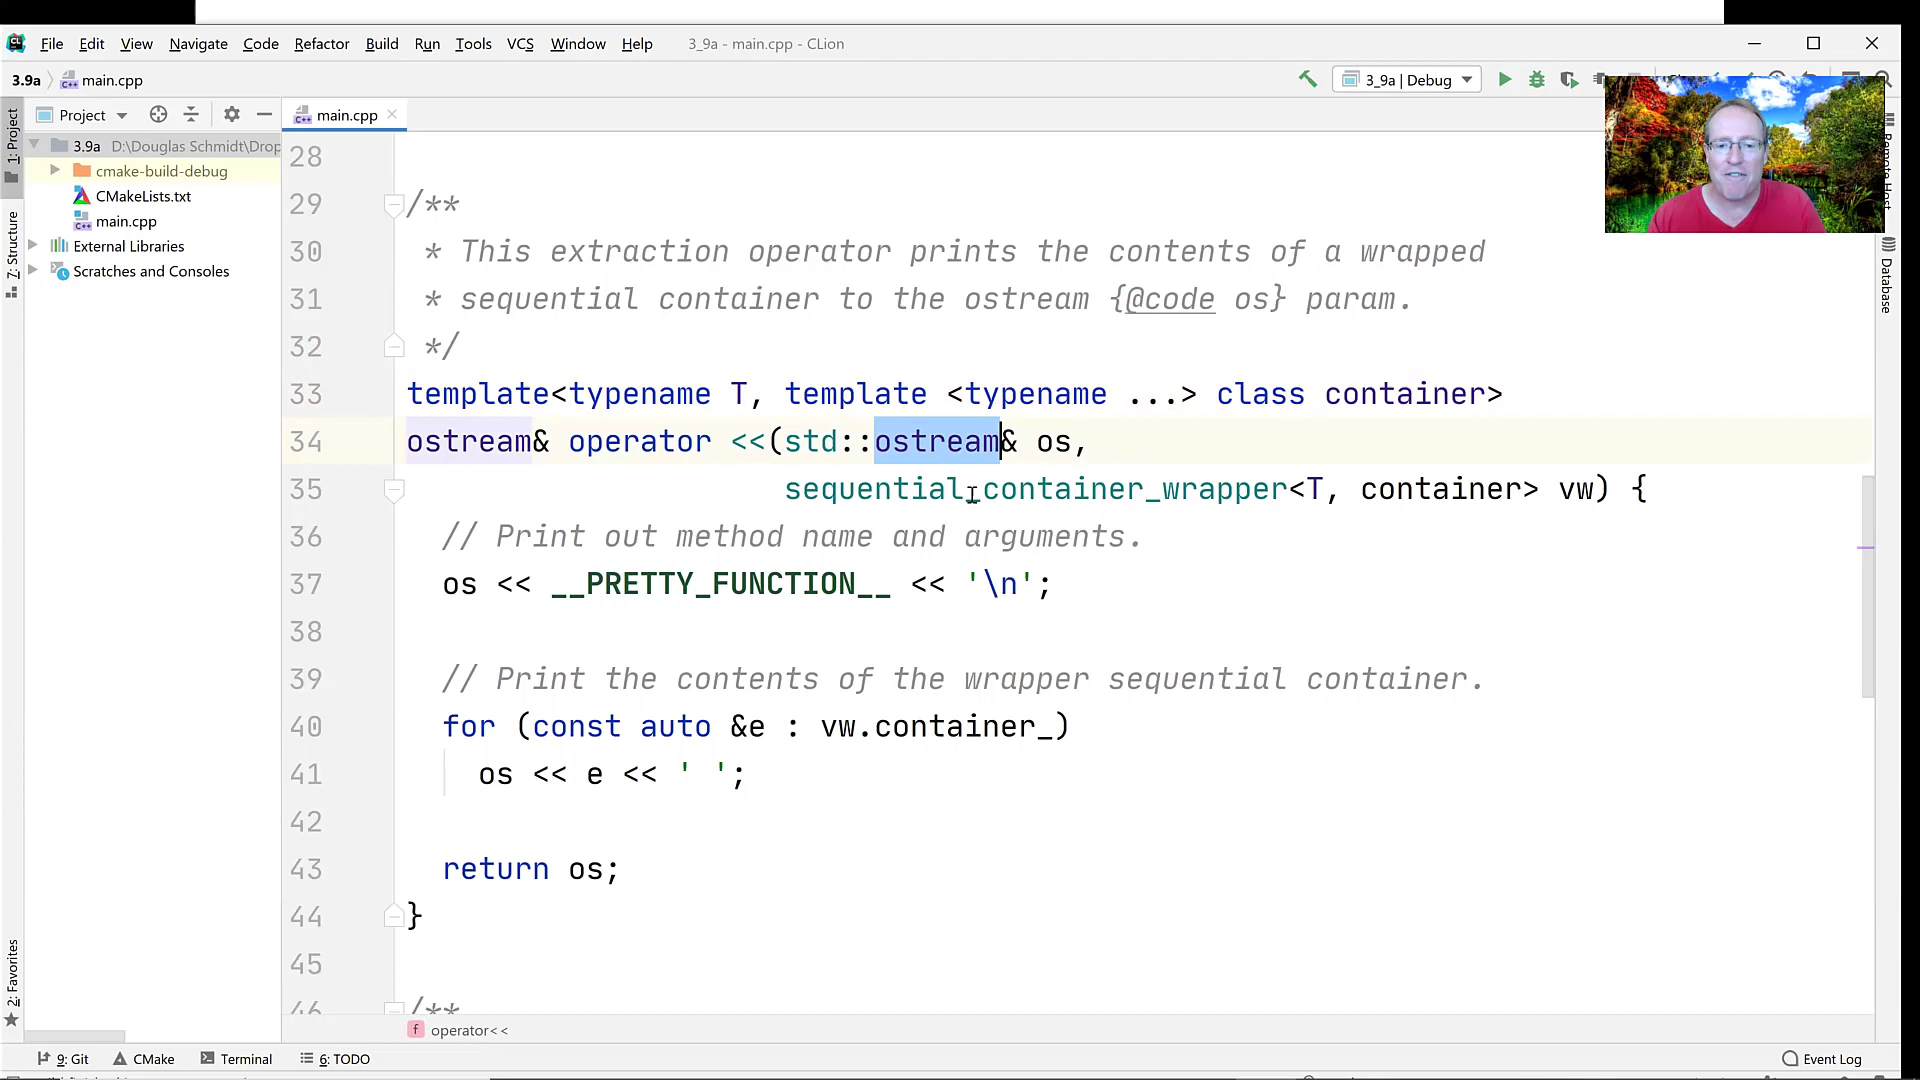 File Edit View Navigate Code Refactor Build Run Tools VCS Window Help 3_9a - main.cpp - CLion
3.9a main.cpp 3_9a | Debug
1: Project
7: Structure
2: Favorites
Project
3.9a D:\Douglas Schmidt\Drop
cmake-build-debug
CMakeLists.txt
main.cpp
External Libraries
Scratches and Consoles
main.cpp
28
29 /**
30 * This extraction operator prints the contents of a wrapped
31 * sequential container to the ostream {@code os} param.
32 */
33 template<typename T, template <typename ...> class container>
34 ostream& operator <<(std::ostream& os,
35 sequential_container_wrapper<T, container> vw) {
36 // Print out method name and arguments.
37 os << __PRETTY_FUNCTION__ << '\n';
38
39 // Print the contents of the wrapper sequential container.
40 for (const auto &e : vw.container_)
41 os << e << ' ';
42
43 return os;
44 }
45
46 /**
f operator<<
Remote Host
Database
9: Git CMake Terminal 6: TODO Event Log